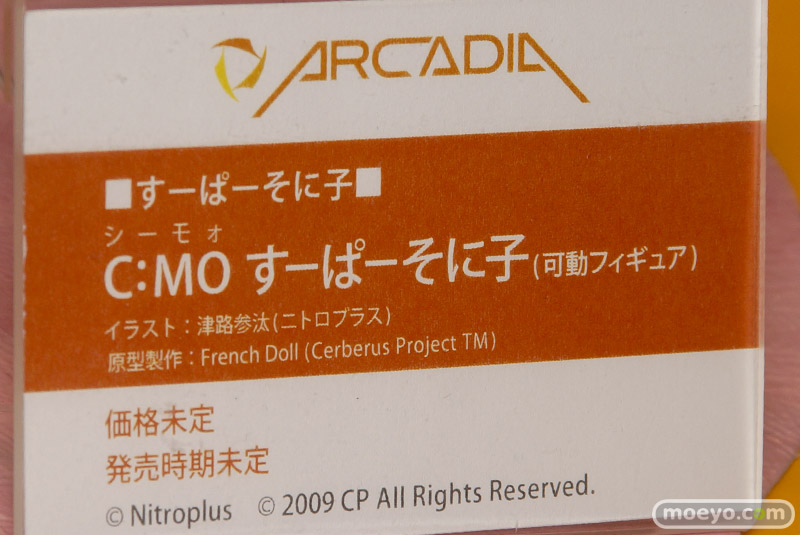 ARCADIA
■すーぱーそに子■
シーモォ
C:MO すーぱーそに子(可動フィギュア)
イラスト：津路参汰(ニトロプラス)
原型製作：French Doll (Cerberus Project TM)
価格未定
発売時期未定
© Nitroplus © 2009 CP All Rights Reserved.
moeyo.com